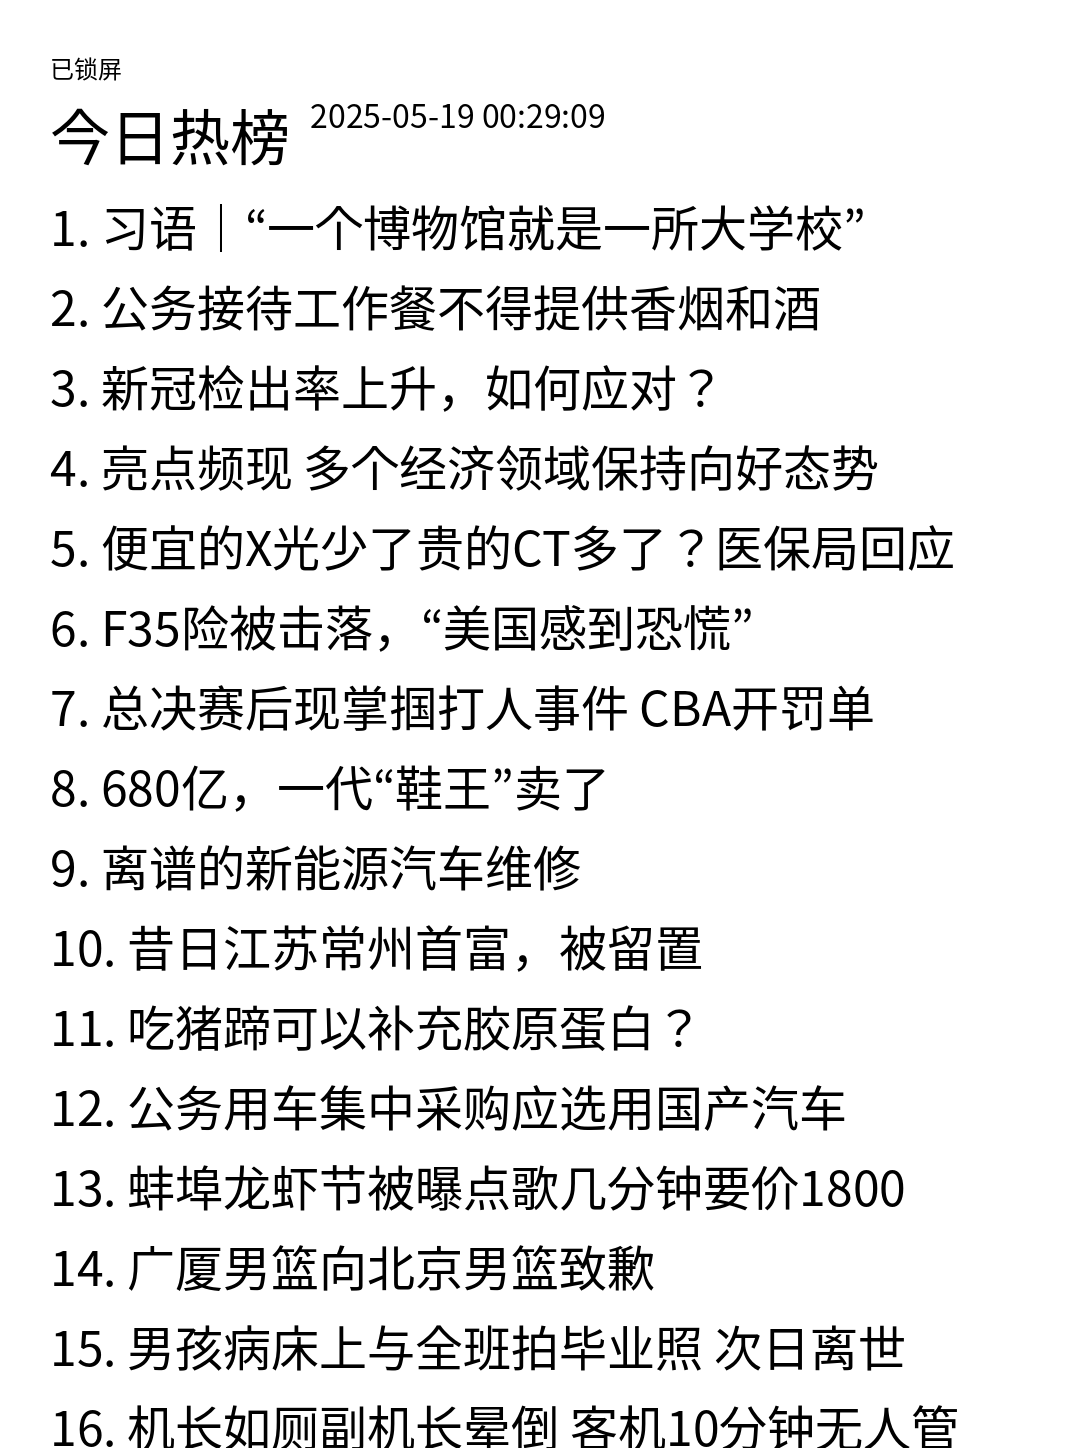 已锁屏
今日热榜 2025-05-19 00:29:09
1. 习语｜“一个博物馆就是一所大学校”
2. 公务接待工作餐不得提供香烟和酒
3. 新冠检出率上升，如何应对？
4. 亮点频现 多个经济领域保持向好态势
5. 便宜的X光少了贵的CT多了？医保局回应
6. F35险被击落，“美国感到恐慌”
7. 总决赛后现掌掴打人事件 CBA开罚单
8. 680亿，一代“鞋王”卖了
9. 离谱的新能源汽车维修
10. 昔日江苏常州首富，被留置
11. 吃猪蹄可以补充胶原蛋白？
12. 公务用车集中采购应选用国产汽车
13. 蚌埠龙虾节被曝点歌几分钟要价1800
14. 广厦男篮向北京男篮致歉
15. 男孩病床上与全班拍毕业照 次日离世
16. 机长如厕副机长晕倒 客机10分钟无人管